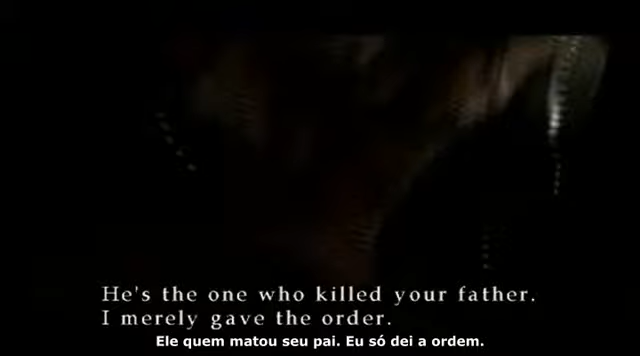 He's the one who killed your father.
I merely gave the order.
Ele quem matou seu pai. Eu só dei a ordem.